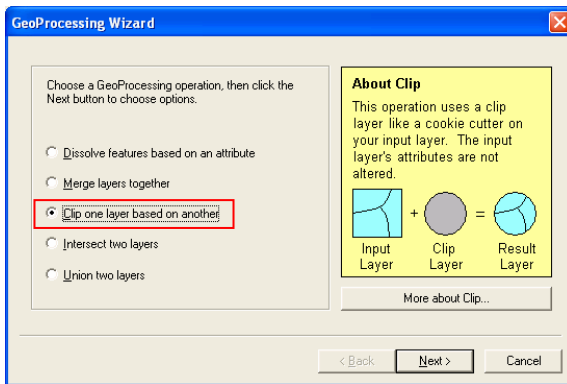 GeoProcessing Wizard
Choose a GeoProcessing operation, then click the
Next button to choose options.
Dissolve features based on an attribute
Merge layers together
Clip one layer based on another
Intersect two layers
Union two layers
About Clip
This operation uses a clip
layer like a cookie cutter on
your input layer. The input
layer's attributes are not
altered.
+ =
Input Clip Result
Layer Layer Layer
More about Clip...
< Back Next > Cancel